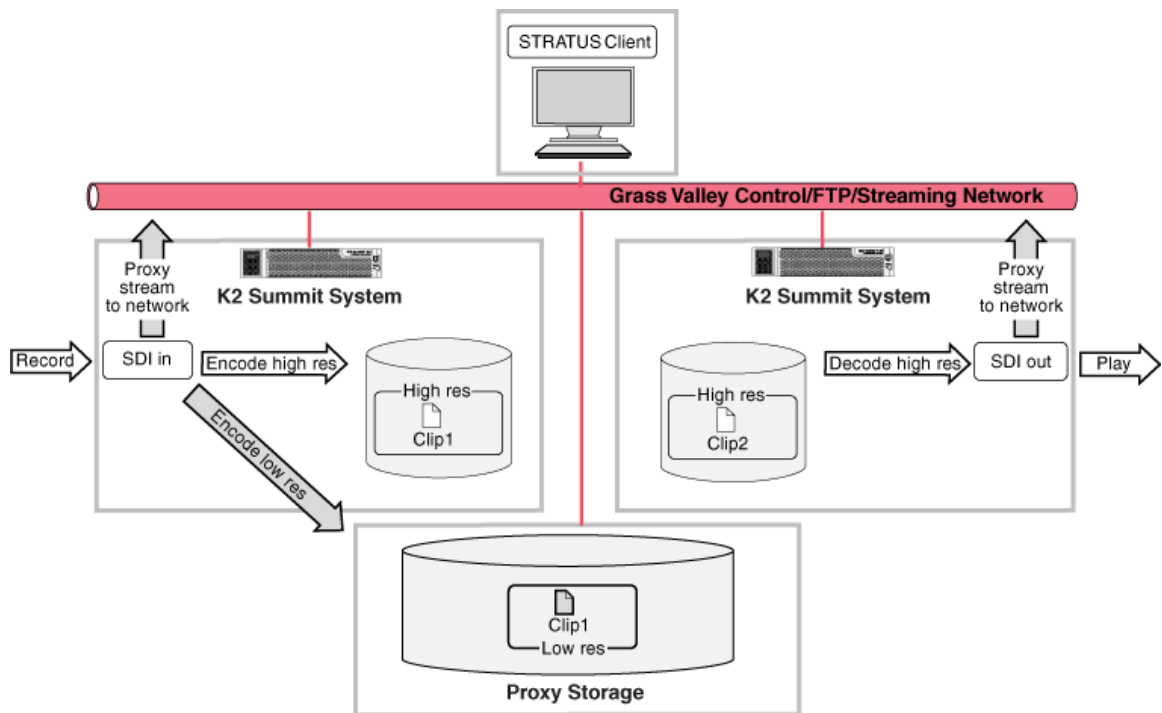 STRATUS Client
Grass Valley Control/FTP/Streaming Network
Proxy
stream
to network
K2 Summit System
Record
SDI in
Encode high res
High res
Clip1
Encode low res
K2 Summit System
Proxy
stream
to network
High res
Clip2
Decode high res
SDI out
Play
Clip1
Low res
Proxy Storage